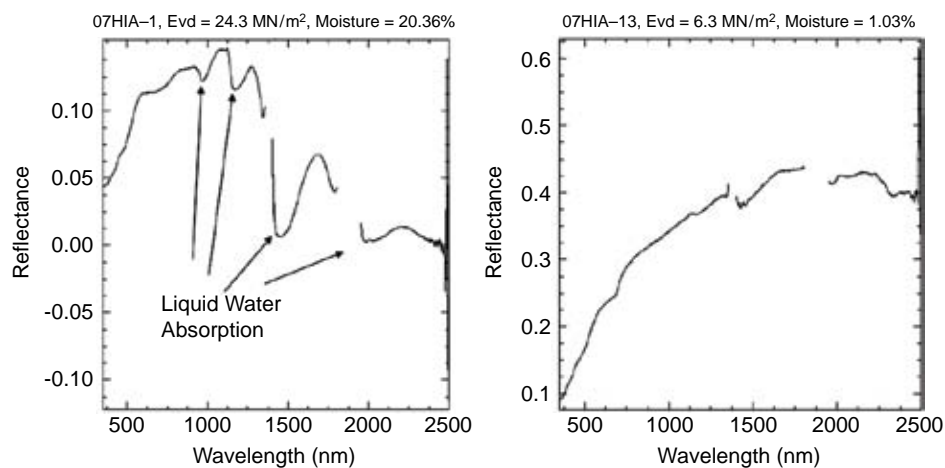 07HIA–1, Evd = 24.3 MN/m², Moisture = 20.36%
Reflectance
0.10
0.05
0.00
-0.05
-0.10
Liquid Water
Absorption
500 1000 1500 2000 2500
Wavelength (nm)
07HIA–13, Evd = 6.3 MN/m², Moisture = 1.03%
Reflectance
0.6
0.5
0.4
0.3
0.2
0.1
500 1000 1500 2000 2500
Wavelength (nm)